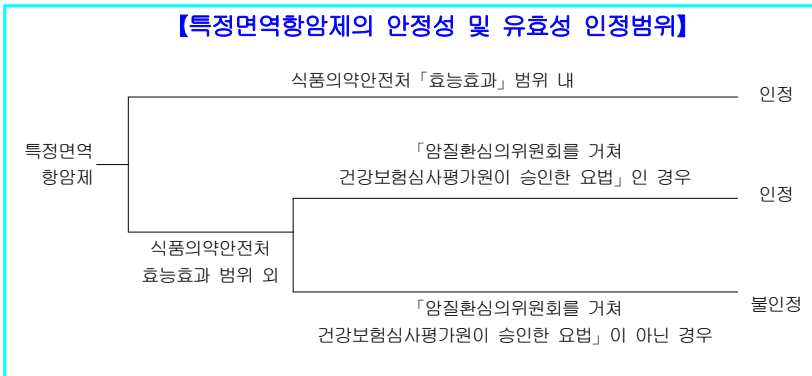 【특정면역항암제의 안정성 및 유효성 인정범위】
식품의약안전처「효능효과」범위 내
인정
특정면역
항암제
「암질환심의위원회를 거쳐
건강보험심사평가원이 승인한 요법」인 경우
인정
식품의약안전처
효능효과 범위 외
「암질환심의위원회를 거쳐
건강보험심사평가원이 승인한 요법」이 아닌 경우
불인정